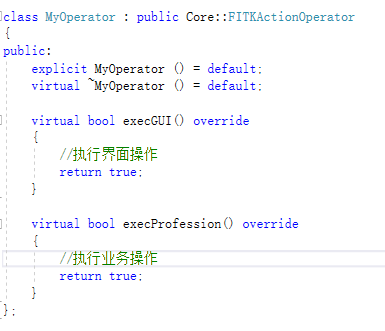 class MyOperator : public Core::FITKActionOperator
{
public:
explicit MyOperator () = default;
virtual ~MyOperator () = default;
virtual bool execGUI() override
{
//执行界面操作
return true;
}
virtual bool execProfession() override
{
//执行业务操作
return true;
}
};